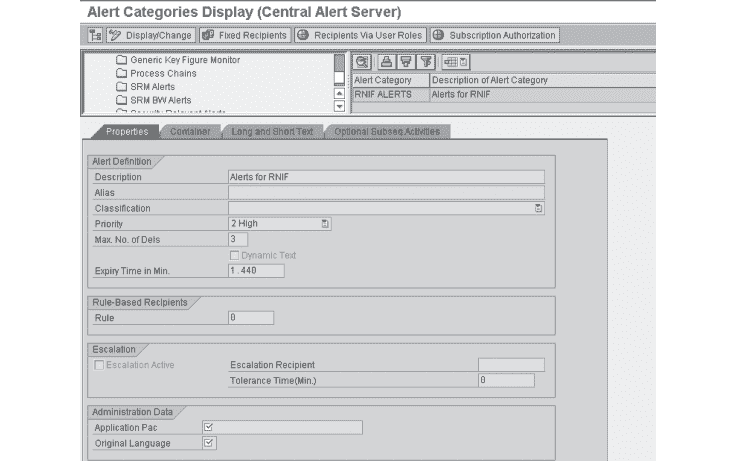 Alert Categories Display (Central Alert Server)
Display/Change Fixed Recipients Recipients Via User Roles Subscription Authorization
Generic Key Figure Monitor
Process Chains
SRM Alerts
SRM BW Alerts
Security Relevant Alerts
Alert Category Description of Alert Category
RNIF ALERTS Alerts for RNIF
Properties Container Long and Short Text Optional Subseq.Activities
Alert Definition
Description Alerts for RNIF
Alias
Classification
Priority 2 High
Max. No. of Dels 3
Dynamic Text
Expiry Time in Min. 1.440
Rule-Based Recipients
Rule 0
Escalation
Escalation Active Escalation Recipient
Tolerance Time(Min.) 0
Administration Data
Application Pac
Original Language